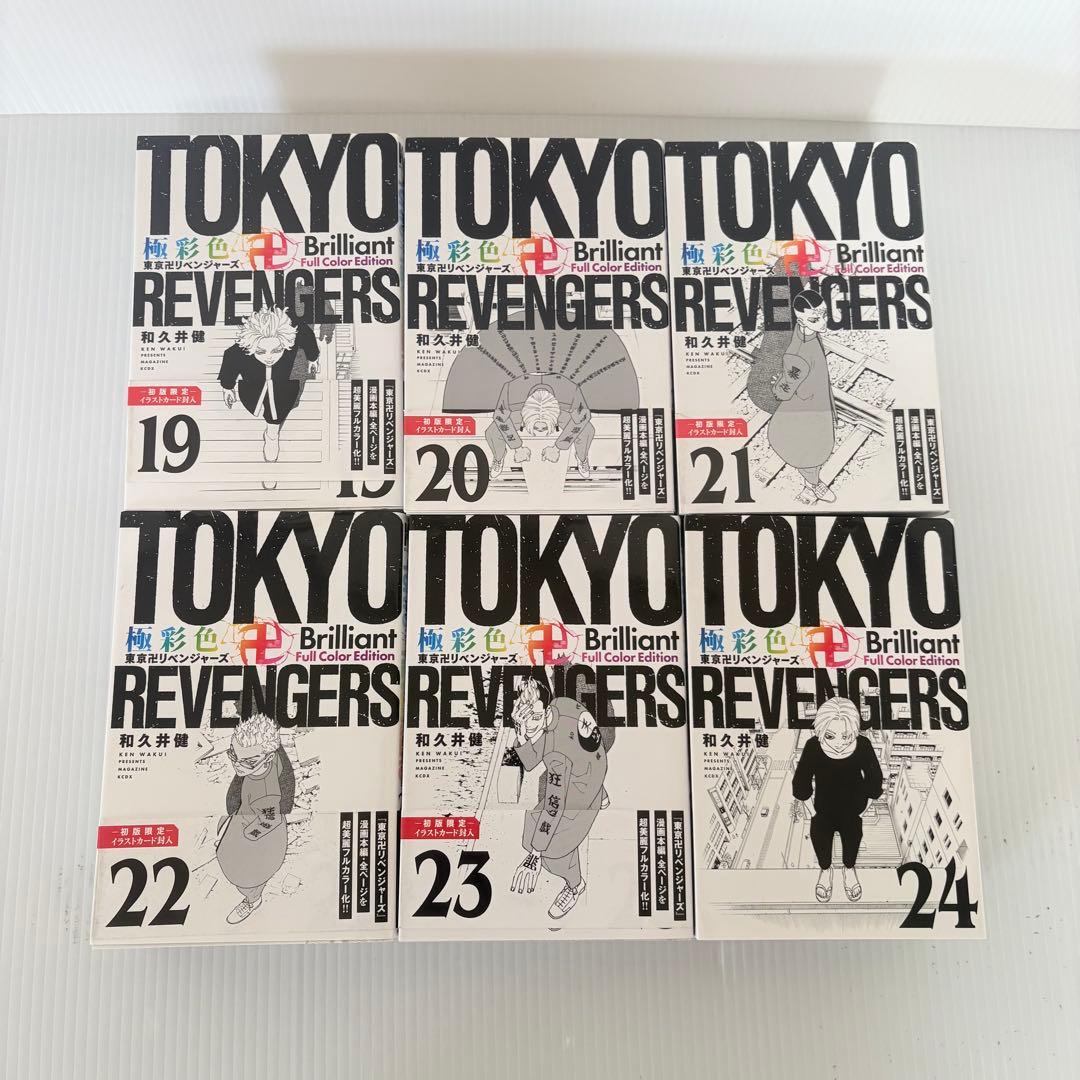 TOKYO
極彩色 卍 Brilliant
東京卍リベンジャーズ Full Color Edition
REVENGERS
和久井健
KEN WAKUI
PRESENTS
MAGAZINE
KCDX
初版限定
イラストカード封入
19
『東京卍リベンジャーズ』
漫画本編・全ページを
超美麗フルカラー化!!
TOKYO
極彩色 卍 Brilliant
東京卍リベンジャーズ Full Color Edition
REVENGERS
和久井健
KEN WAKUI
PRESENTS
MAGAZINE
KCDX
初版限定
イラストカード封入
20
『東京卍リベンジャーズ』
漫画本編・全ページを
超美麗フルカラー化!!
TOKYO
極彩色 卍 Brilliant
東京卍リベンジャーズ Full Color Edition
REVENGERS
和久井健
KEN WAKUI
PRESENTS
MAGAZINE
KCDX
初版限定
イラストカード封入
21
『東京卍リベンジャーズ』
漫画本編・全ページを
超美麗フルカラー化!!
TOKYO
極彩色 卍 Brilliant
東京卍リベンジャーズ Full Color Edition
REVENGERS
和久井健
KEN WAKUI
PRESENTS
MAGAZINE
KCDX
初版限定
イラストカード封入
22
『東京卍リベンジャーズ』
漫画本編・全ページを
超美麗フルカラー化!!
TOKYO
極彩色 卍 Brilliant
東京卍リベンジャーズ Full Color Edition
REVENGERS
和久井健
KEN WAKUI
PRESENTS
MAGAZINE
KCDX
狂信
初版限定
イラストカード封入
23
『東京卍リベンジャーズ』
漫画本編・全ページを
超美麗フルカラー化!!
TOKYO
極彩色 卍 Brilliant
東京卍リベンジャーズ Full Color Edition
REVENGERS
和久井健
KEN WAKUI
PRESENTS
MAGAZINE
KCDX
24